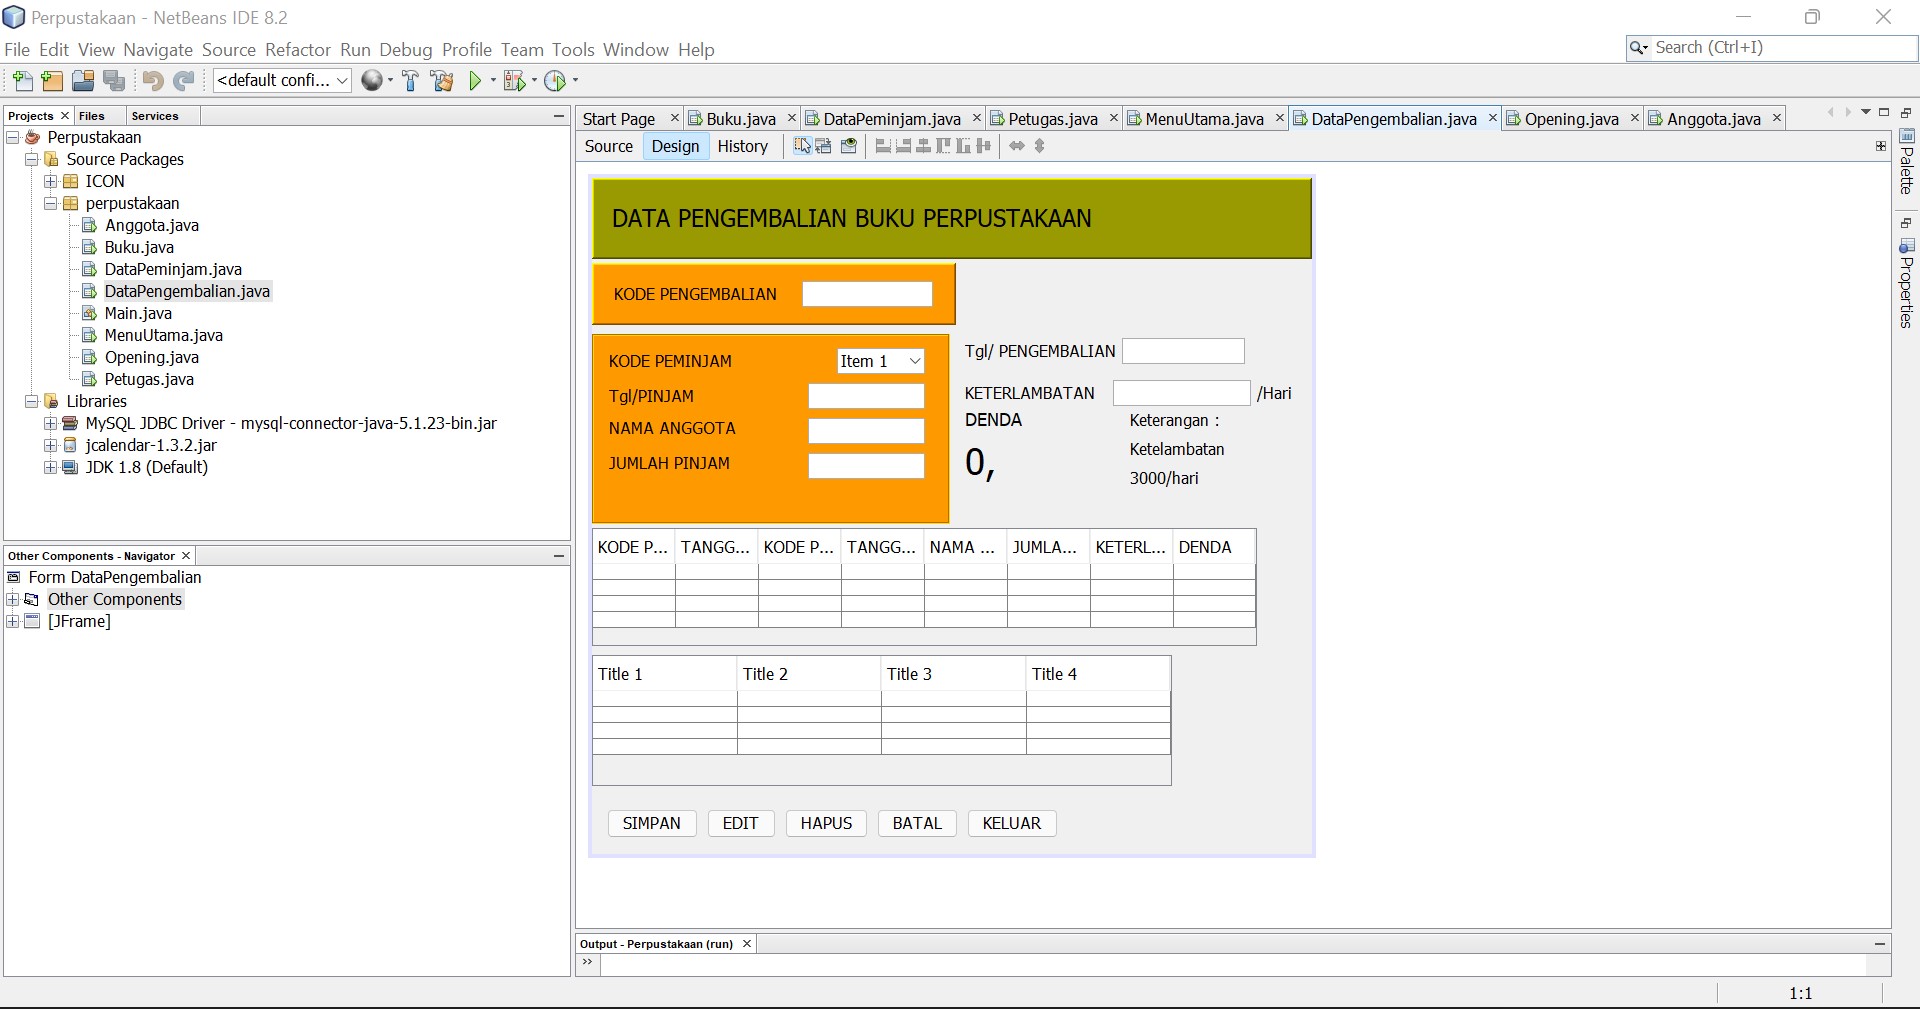 Perpustakaan - NetBeans IDE 8.2
File Edit View Navigate Source Refactor Run Debug Profile Team Tools Window Help
Search (Ctrl+I)
<default confi...
Projects Files Services
Perpustakaan
Source Packages
ICON
perpustakaan
Anggota.java
Buku.java
DataPeminjam.java
DataPengembalian.java
Main.java
MenuUtama.java
Opening.java
Petugas.java
Libraries
MySQL JDBC Driver - mysql-connector-java-5.1.23-bin.jar
jcalendar-1.3.2.jar
JDK 1.8 (Default)
Other Components - Navigator
Form DataPengembalian
Other Components
[JFrame]
Start Page Buku.java DataPeminjam.java Petugas.java MenuUtama.java DataPengembalian.java Opening.java Anggota.java
Source Design History
DATA PENGEMBALIAN BUKU PERPUSTAKAAN
KODE PENGEMBALIAN
KODE PEMINJAM Item 1
Tgl/PINJAM
NAMA ANGGOTA
JUMLAH PINJAM
Tgl/ PENGEMBALIAN
KETERLAMBATAN /Hari
DENDA
0,
Keterangan :
Ketelambatan
3000/hari
KODE P... TANGG... KODE P... TANGG... NAMA ... JUMLA... KETERL... DENDA
Title 1 Title 2 Title 3 Title 4
SIMPAN EDIT HAPUS BATAL KELUAR
Palette
Properties
Output - Perpustakaan (run)
>>
1:1